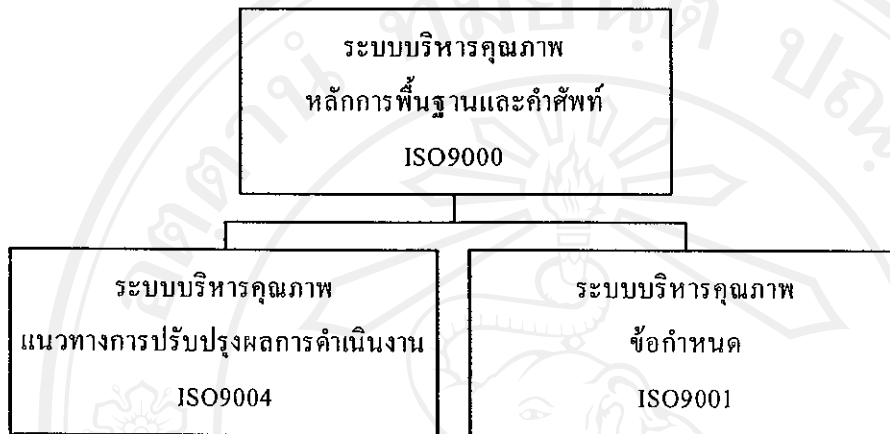 ระบบบริหารคุณภาพ
หลักการพื้นฐานและคำศัพท์
ISO9000
ระบบบริหารคุณภาพ
แนวทางการปรับปรุงผลการดำเนินงาน
ISO9004
ระบบบริหารคุณภาพ
ข้อกำหนด
ISO9001